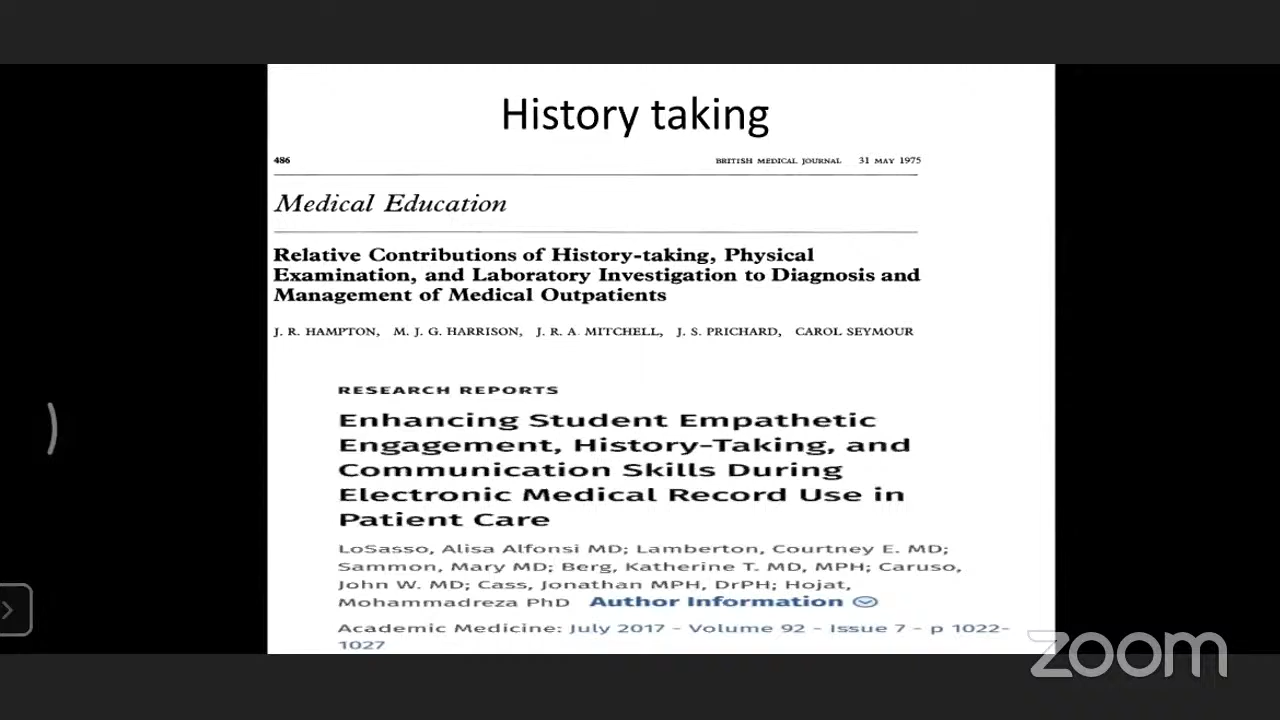 History taking
486 BRITISH MEDICAL JOURNAL 31 MAY 1975
Medical Education
Relative Contributions of History-taking, Physical
Examination, and Laboratory Investigation to Diagnosis and
Management of Medical Outpatients
J. R. HAMPTON, M. J. G. HARRISON, J. R. A. MITCHELL, J. S. PRICHARD, CAROL SEYMOUR
RESEARCH REPORTS
Enhancing Student Empathetic
Engagement, History-Taking, and
Communication Skills During
Electronic Medical Record Use in
Patient Care
LoSasso, Alisa Alfonsi MD; Lamberton, Courtney E. MD;
Sammon, Mary MD; Berg, Katherine T. MD, MPH; Caruso,
John W. MD; Cass, Jonathan MPH, DrPH; Hojat,
Mohammadreza PhD Author Information
Academic Medicine: July 2017 - Volume 92 - Issue 7 - p 1022-
1027
zoom